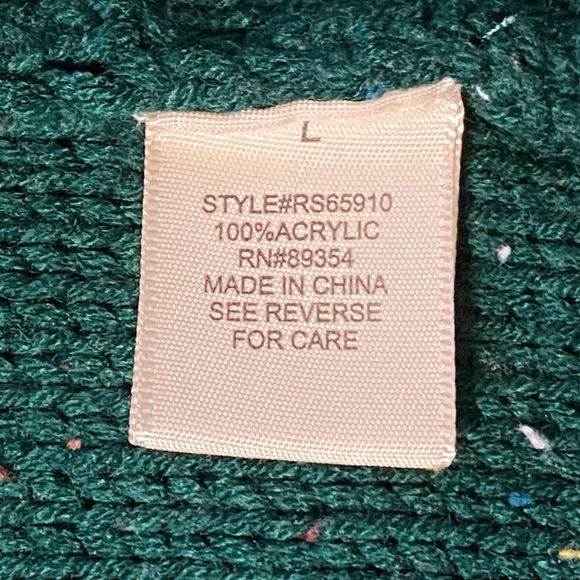 L
STYLE#RS65910
100%ACRYLIC
RN#89354
MADE IN CHINA
SEE REVERSE
FOR CARE